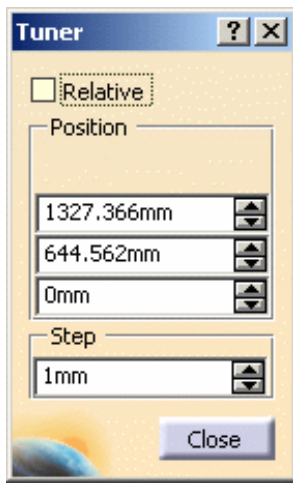 Tuner
Relative
Position
1327.366mm
644.562mm
0mm
Step
1mm
Close